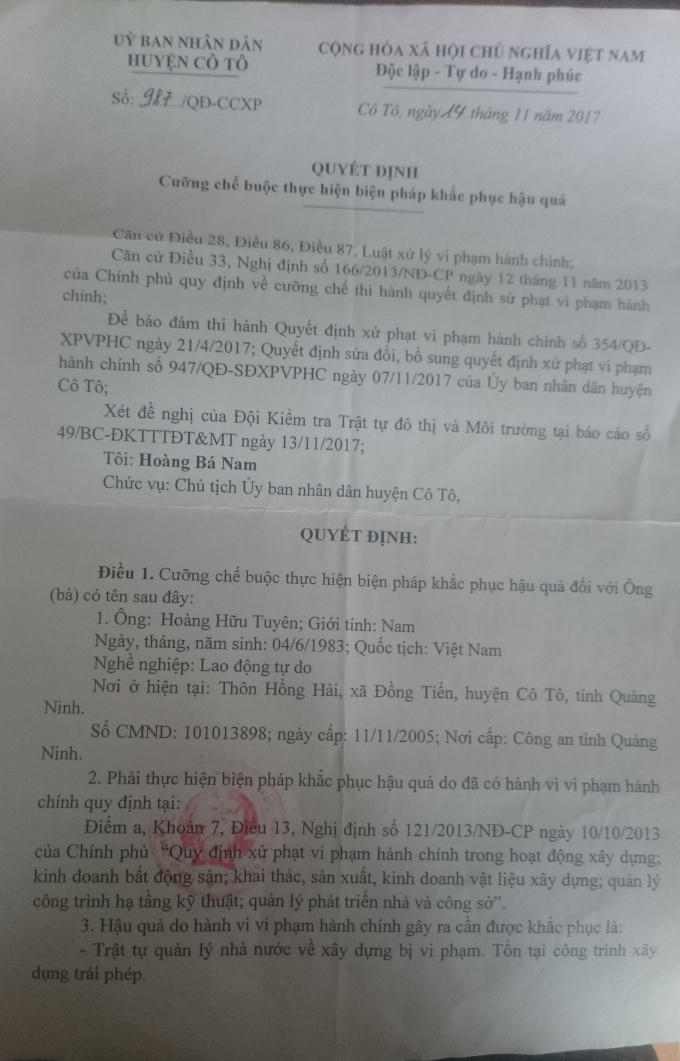 UỶ BAN NHÂN DÂN
HUYỆN CÔ TÔ
Số: 987../QĐ-CCXP
CỘNG HÒA XÃ HỘI CHỦ NGHĨA VIỆT NAM
Độc lập - Tự do - Hạnh phúc
Cô Tô, ngày 14 tháng 11 năm 2017
QUYẾT ĐỊNH
Cưỡng chế buộc thực hiện biện pháp khắc phục hậu quả
Căn cứ Điều 28, Điều 86, Điều 87, Luật xử lý vi phạm hành chính;
Căn cứ Điều 33, Nghị định số 166/2013/NĐ-CP ngày 12 tháng 11 năm 2013
của Chính phủ quy định về cưỡng chế thi hành quyết định sử phạt vi phạm hành
chính;
Để bảo đảm thi hành Quyết định xử phạt vi phạm hành chính số 354/QĐ-
XPVPHC ngày 21/4/2017; Quyết định sửa đổi, bổ sung quyết định xử phạt vi phạm
hành chính số 947/QĐ-SĐXPVPHC ngày 07/11/2017 của Ủy ban nhân dân huyện
Cô Tô;
Xét đề nghị của Đội Kiểm tra Trật tự đô thị và Môi trường tại báo cáo số
49/BC-ĐKTTTĐT&MT ngày 13/11/2017;
Tôi: Hoàng Bá Nam
Chức vụ: Chủ tịch Ủy ban nhân dân huyện Cô Tô,
QUYẾT ĐỊNH:
Điều 1. Cưỡng chế buộc thực hiện biện pháp khắc phục hậu quả đối với Ông
(bà) có tên sau đây:
1. Ông: Hoàng Hữu Tuyên; Giới tính: Nam
Ngày, tháng, năm sinh: 04/6/1983; Quốc tịch: Việt Nam
Nghề nghiệp: Lao động tự do
Nơi ở hiện tại: Thôn Hồng Hải, xã Đồng Tiến, huyện Cô Tô, tỉnh Quảng
Ninh.
Số CMND: 101013898; ngày cấp: 11/11/2005; Nơi cấp: Công an tỉnh Quảng
Ninh.
2. Phải thực hiện biện pháp khắc phục hậu quả do đã có hành vi vi phạm hành
chính quy định tại:
Điểm a, Khoản 7, Điều 13, Nghị định số 121/2013/NĐ-CP ngày 10/10/2013
của Chính phủ "Quy định xử phạt vi phạm hành chính trong hoạt động xây dựng;
kinh doanh bất động sản; khai thác, sản xuất, kinh doanh vật liệu xây dựng; quản lý
công trình hạ tầng kỹ thuật; quản lý phát triển nhà và công sở".
3. Hậu quả do hành vi vi phạm hành chính gây ra cần được khắc phục là:
- Trật tự quản lý nhà nước về xây dựng bị vi phạm. Tồn tại công trình xây
dựng trái phép.